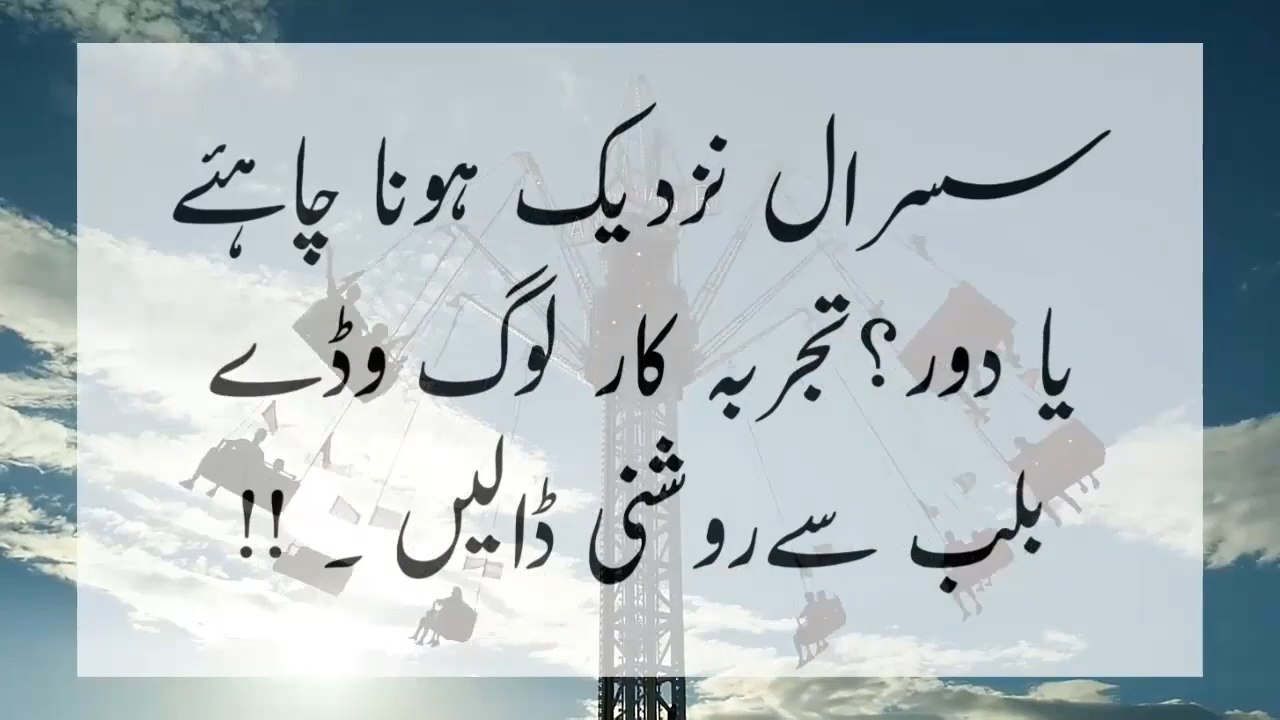 سسرال نزدیک ہونا چاہئے
یا دور؟ تجربہ کار لوگ وڈے
بلب سے روشنی ڈالیں ۔ !!